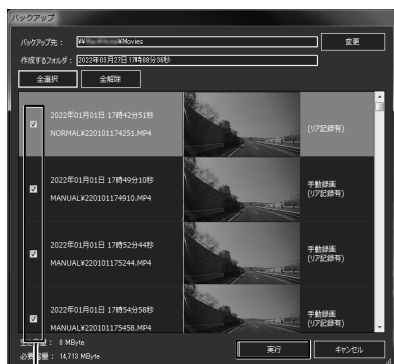 バックアップ
バックアップ先: ¥Movies
変更
作成するフォルダ: 2022年03月27日 17時08分36秒
全選択 全解除
2022年01月01日 17時42分51秒
NORMAL¥220101174251.MP4
(リア記録有)
2022年01月01日 17時49分10秒
MANUAL¥220101174910.MP4
手動録画
(リア記録有)
2022年01月01日 17時52分44秒
MANUAL¥220101175244.MP4
手動録画
(リア記録有)
2022年01月01日 17時54分58秒
MANUAL¥220101175458.MP4
手動録画
(リア記録有)
: 0 MByte
: 14,713 MByte
実行 キャンセル